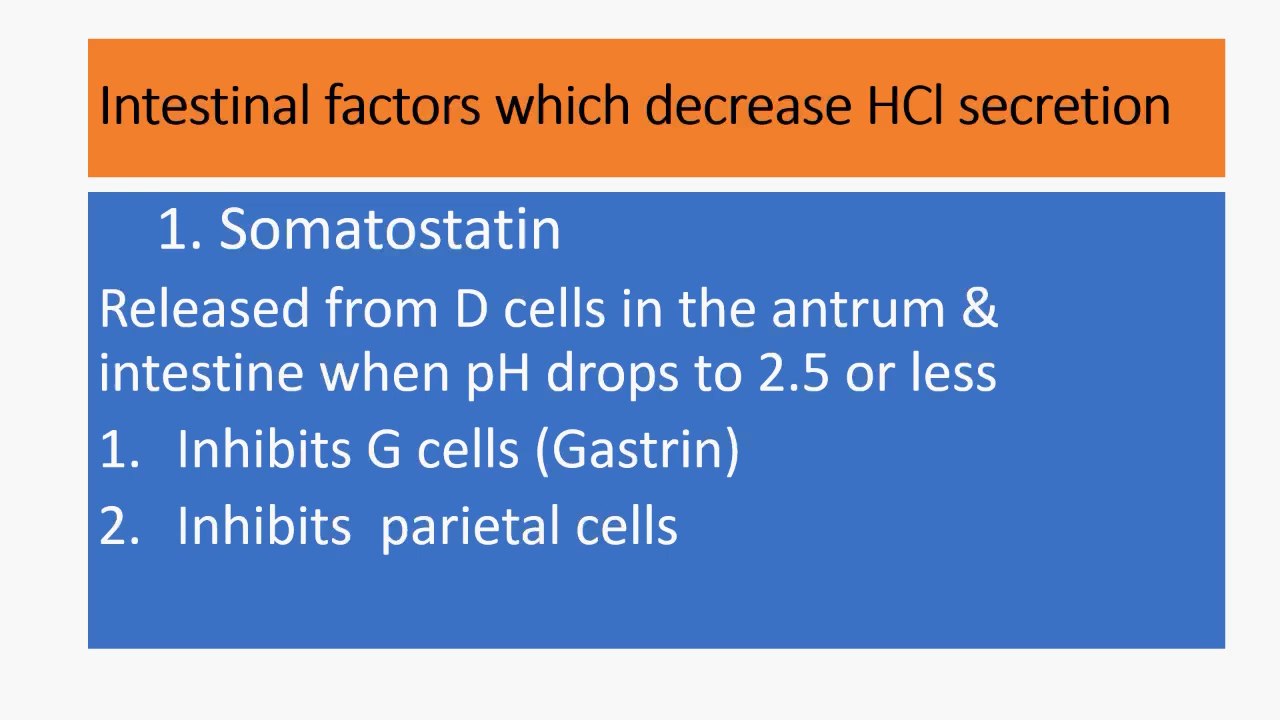 Intestinal factors which decrease HCl secretion
1. Somatostatin
Released from D cells in the antrum &
intestine when pH drops to 2.5 or less
1. Inhibits G cells (Gastrin)
2. Inhibits  parietal cells